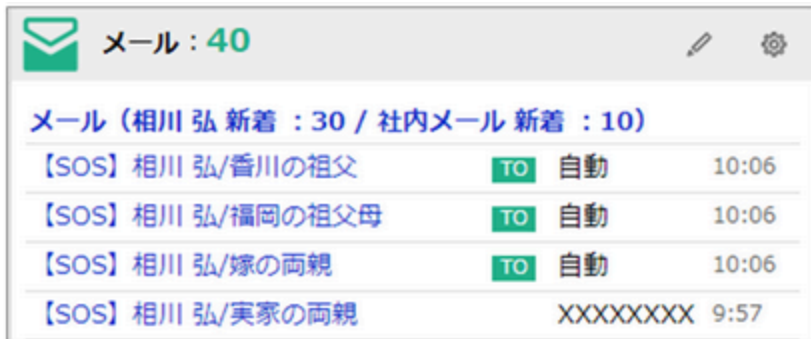 メール：40
メール（相川 弘 新着 ：30 / 社内メール 新着 ：10）
【SOS】相川 弘/香川の祖父 TO 自動 10:06
【SOS】相川 弘/福岡の祖父母 TO 自動 10:06
【SOS】相川 弘/嫁の両親 TO 自動 10:06
【SOS】相川 弘/実家の両親 XXXXXXXX 9:57